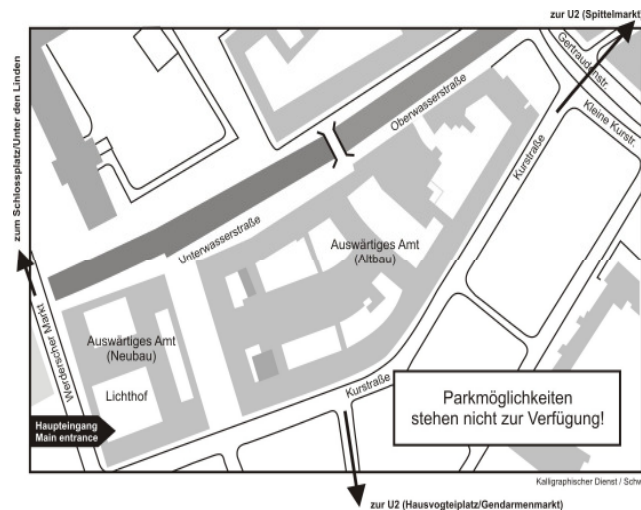 zur U2 (Spittelmarkt)
Gertraudenstr.
Kleine Kurstr.
Oberwasserstraße
Kurstraße
zum Schlossplatz/Unter den Linden
Unterwasserstraße
Auswärtiges Amt
(Altbau)
Werderscher Markt
Auswärtiges Amt
(Neubau)
Lichthof
Kurstraße
Parkmöglichkeiten
stehen nicht zur Verfügung!
Haupteingang
Main entrance
Kalligraphischer Dienst / Schw
zur U2 (Hausvogteiplatz/Gendarmenmarkt)